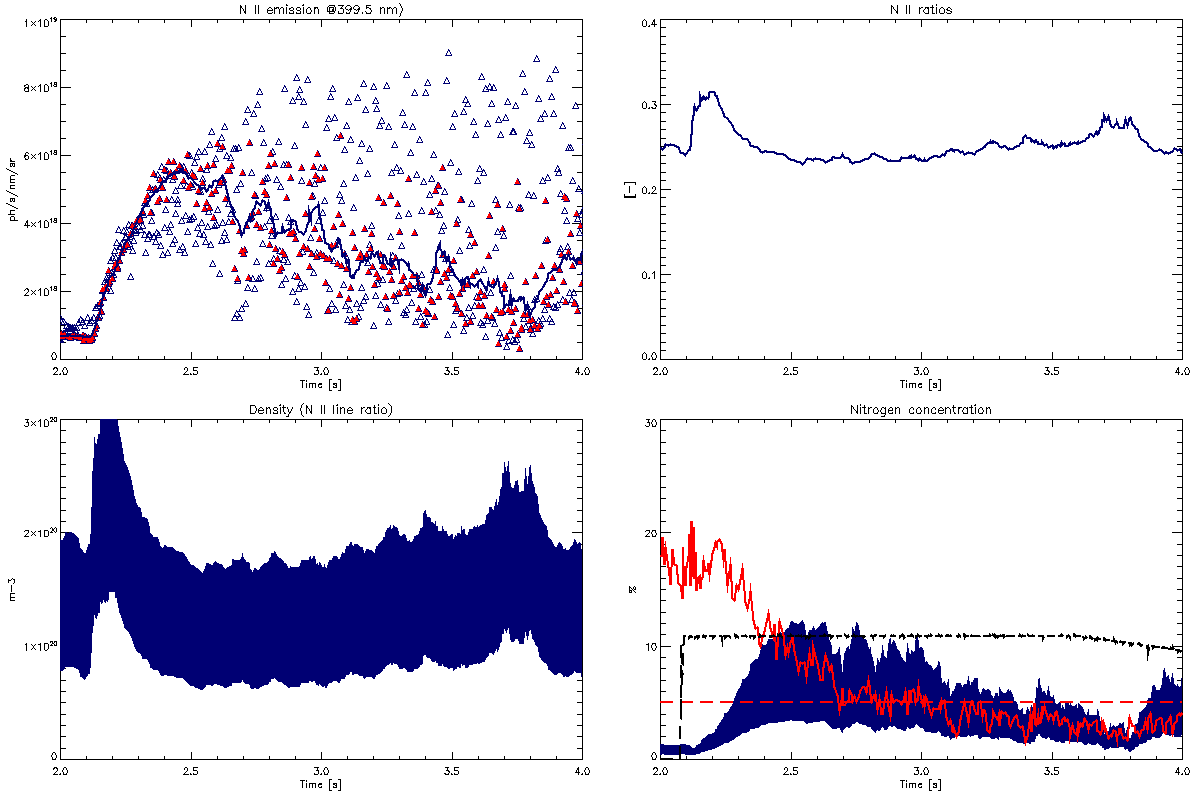 N II emission @399.5 nm)
ph/s/nm/sr
1×10¹⁹
8×10¹⁸
6×10¹⁸
4×10¹⁸
2×10¹⁸
0
2.0 2.5 3.0 3.5 4.0
Time [s]
N II ratios
[-]
0.4
0.3
0.2
0.1
0.0
2.0 2.5 3.0 3.5 4.0
Time [s]
Density (N II line ratio)
m-3
3×10²⁰
2×10²⁰
1×10²⁰
0
2.0 2.5 3.0 3.5 4.0
Time [s]
Nitrogen concentration
%
30
20
10
0
2.0 2.5 3.0 3.5 4.0
Time [s]